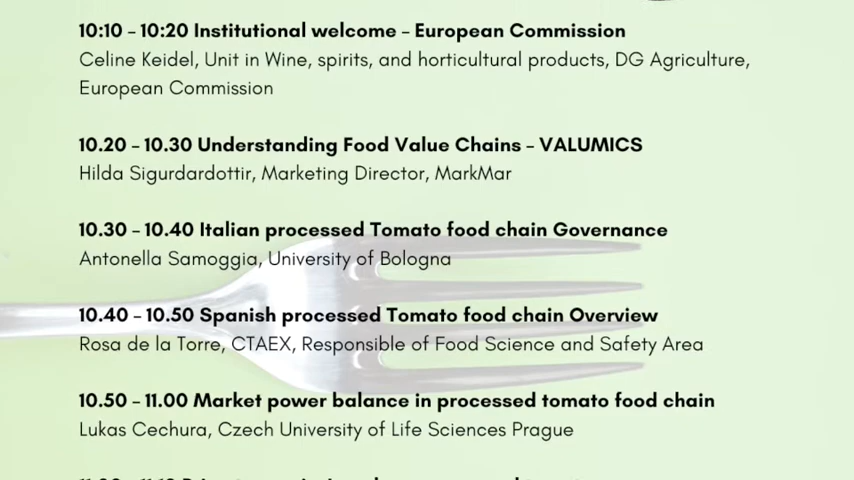 10:10 – 10:20 Institutional welcome – European Commission
Celine Keidel, Unit in Wine, spirits, and horticultural products, DG Agriculture,
European Commission
10.20 – 10.30 Understanding Food Value Chains – VALUMICS
Hilda Sigurdardottir, Marketing Director, MarkMar
10.30 – 10.40 Italian processed Tomato food chain Governance
Antonella Samoggia, University of Bologna
10.40 – 10.50 Spanish processed Tomato food chain Overview
Rosa de la Torre, CTAEX, Responsible of Food Science and Safety Area
10.50 – 11.00 Market power balance in processed tomato food chain
Lukas Cechura, Czech University of Life Sciences Prague